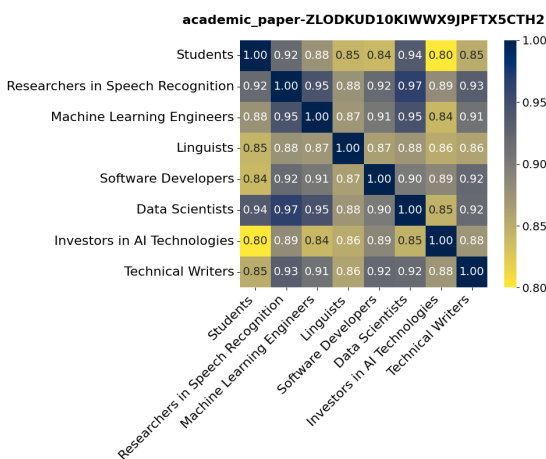 academic_paper-ZLODKUD10KIWWX9JPFTX5CTH2
Students 1.00 0.92 0.88 0.85 0.84 0.94 0.80 0.85
Researchers in Speech Recognition 0.92 1.00 0.95 0.88 0.92 0.97 0.89 0.93
Machine Learning Engineers 0.88 0.95 1.00 0.87 0.91 0.95 0.84 0.91
Linguists 0.85 0.88 0.87 1.00 0.87 0.88 0.86 0.86
Software Developers 0.84 0.92 0.91 0.87 1.00 0.90 0.89 0.92
Data Scientists 0.94 0.97 0.95 0.88 0.90 1.00 0.85 0.92
Investors in AI Technologies 0.80 0.89 0.84 0.86 0.89 0.85 1.00 0.88
Technical Writers 0.85 0.93 0.91 0.86 0.92 0.92 0.88 1.00
Students
Researchers in Speech Recognition
Machine Learning Engineers
Linguists
Software Developers
Data Scientists
Investors in AI Technologies
Technical Writers
1.00
0.95
0.90
0.85
0.80